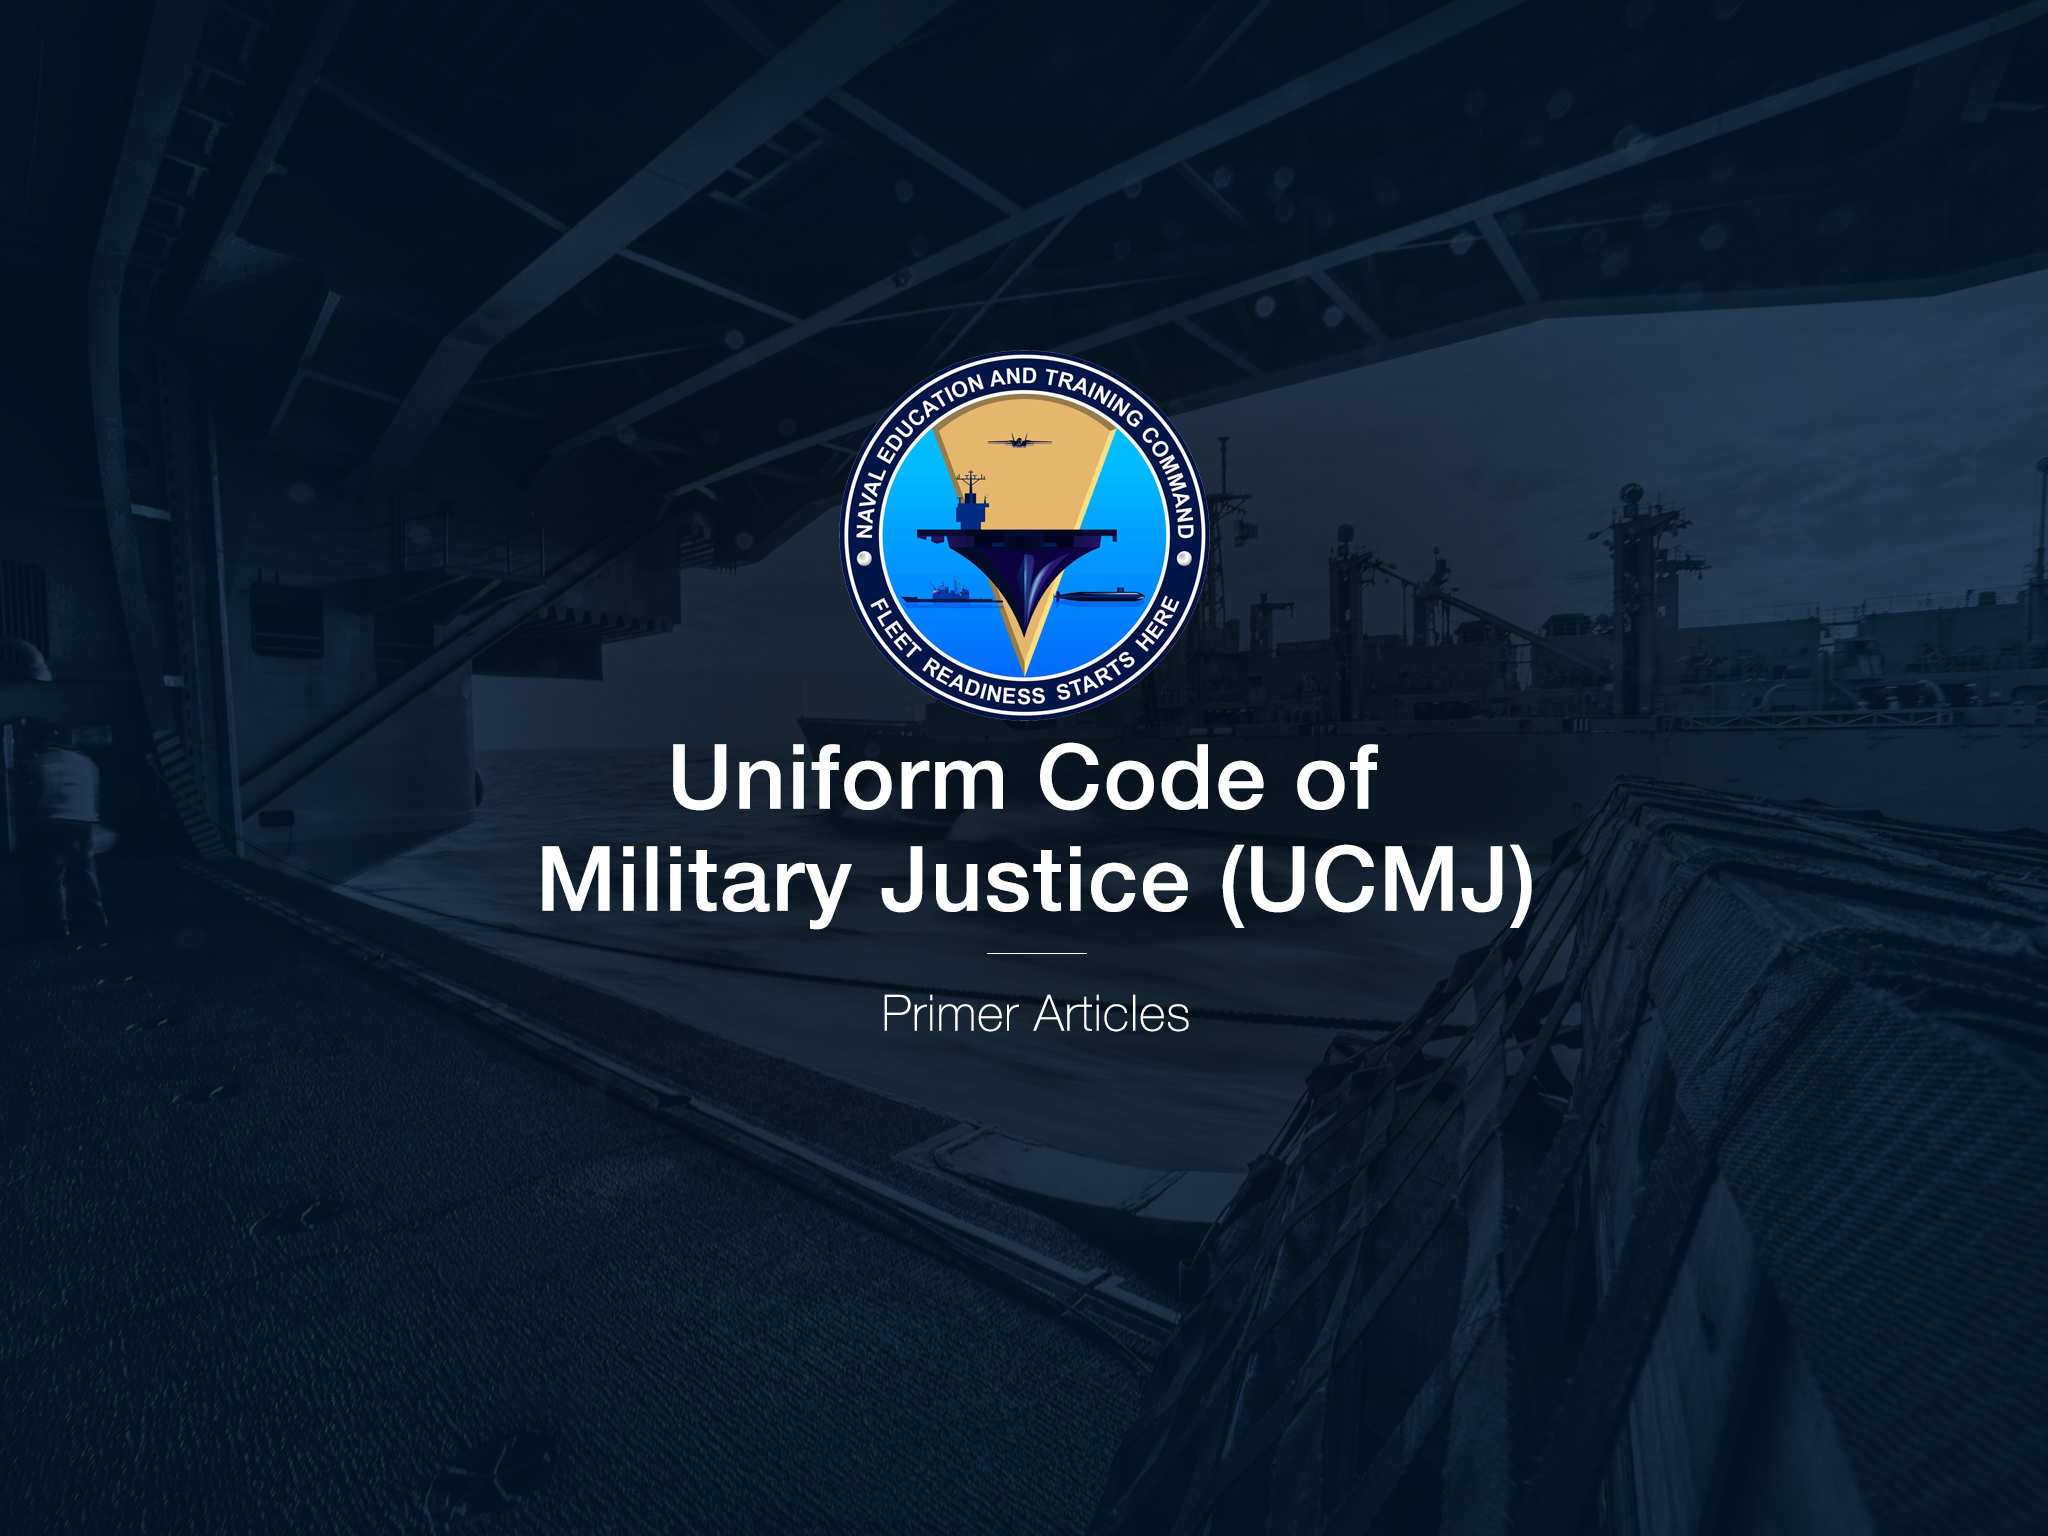 NAVAL EDUCATION AND TRAINING COMMAND
FLEET READINESS STARTS HERE
Uniform Code of
Military Justice (UCMJ)
Primer Articles